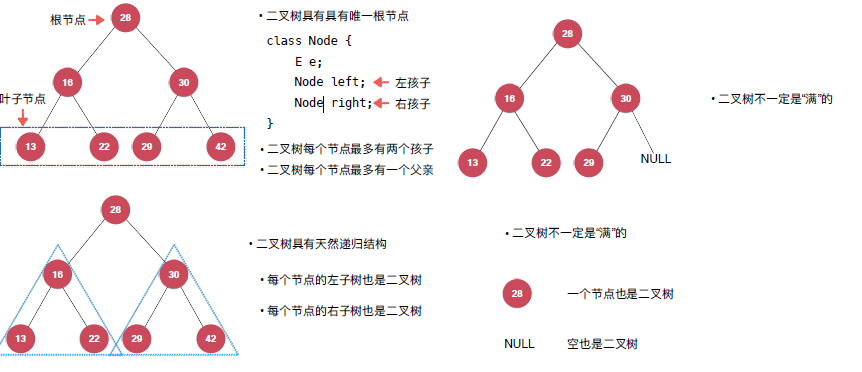 根节点
28
16
30
叶子节点
13
22
29
42
• 二叉树具有具有唯一根节点
class Node {
E e;
Node left; 左孩子
Node right; 右孩子
}
• 二叉树每个节点最多有两个孩子
• 二叉树每个节点最多有一个父亲
28
16
30
13
22
29
NULL
• 二叉树不一定是“满”的
28
16
30
13
22
29
42
• 二叉树具有天然递归结构
• 每个节点的左子树也是二叉树
• 每个节点的右子树也是二叉树
• 二叉树不一定是“满”的
28 一个节点也是二叉树
NULL 空也是二叉树